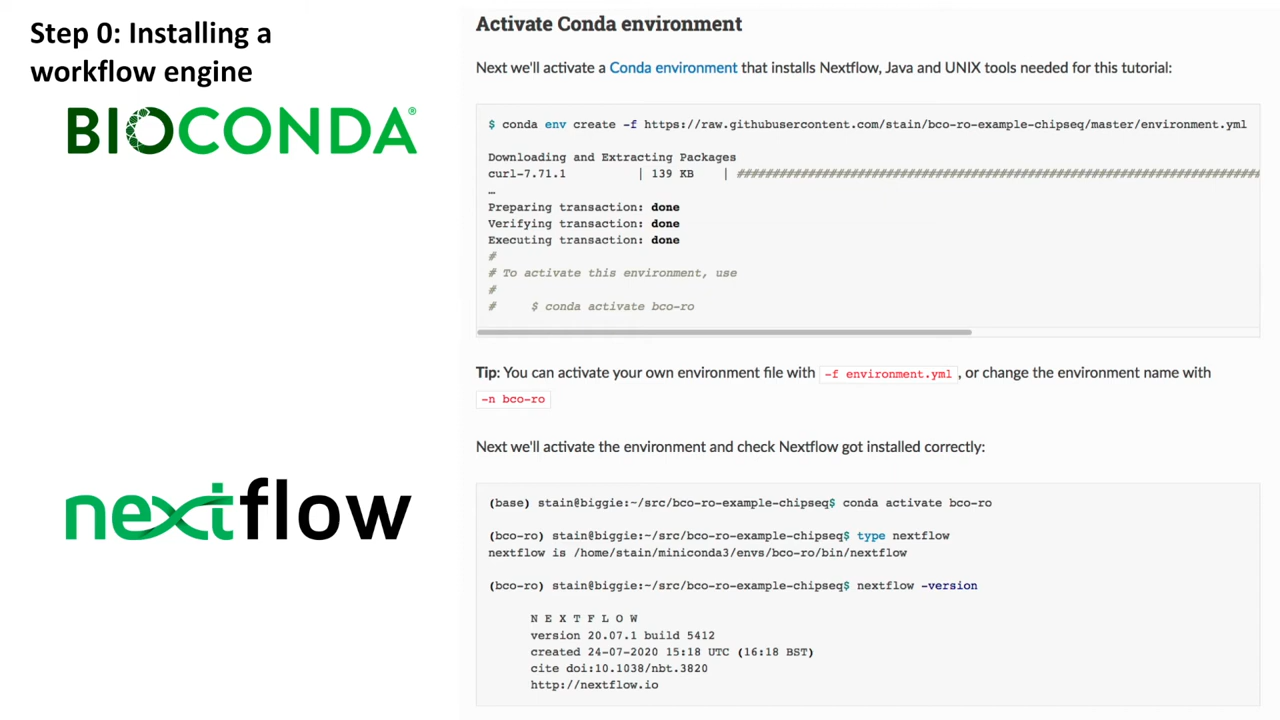 Step 0: Installing a
workflow engine
BIOCONDA®
nextflow
Activate Conda environment
Next we'll activate a Conda environment that installs Nextflow, Java and UNIX tools needed for this tutorial:
$ conda env create -f https://raw.githubusercontent.com/stain/bco-ro-example-chipseq/master/environment.yml
Downloading and Extracting Packages
curl-7.71.1          | 139 KB    | ##########################################################################
…
Preparing transaction: done
Verifying transaction: done
Executing transaction: done
#
# To activate this environment, use
#
#     $ conda activate bco-ro
Tip: You can activate your own environment file with -f environment.yml , or change the environment name with
-n bco-ro
Next we'll activate the environment and check Nextflow got installed correctly:
(base) stain@biggie:~/src/bco-ro-example-chipseq$ conda activate bco-ro
(bco-ro) stain@biggie:~/src/bco-ro-example-chipseq$ type nextflow
nextflow is /home/stain/miniconda3/envs/bco-ro/bin/nextflow
(bco-ro) stain@biggie:~/src/bco-ro-example-chipseq$ nextflow -version
N E X T F L O W
version 20.07.1 build 5412
created 24-07-2020 15:18 UTC (16:18 BST)
cite doi:10.1038/nbt.3820
http://nextflow.io